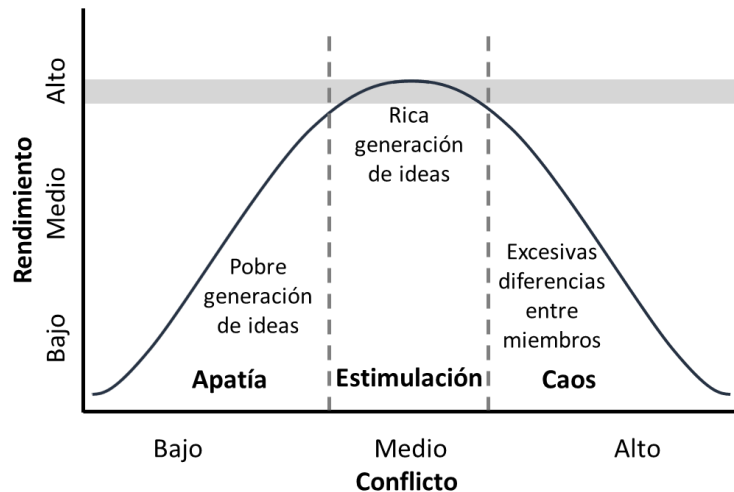 Alto
Medio
Bajo
Rendimiento
Rica
generación
de ideas
Pobre
generación
de ideas
Excesivas
diferencias
entre
miembros
Apatía
Estimulación
Caos
Bajo
Medio
Alto
Conflicto